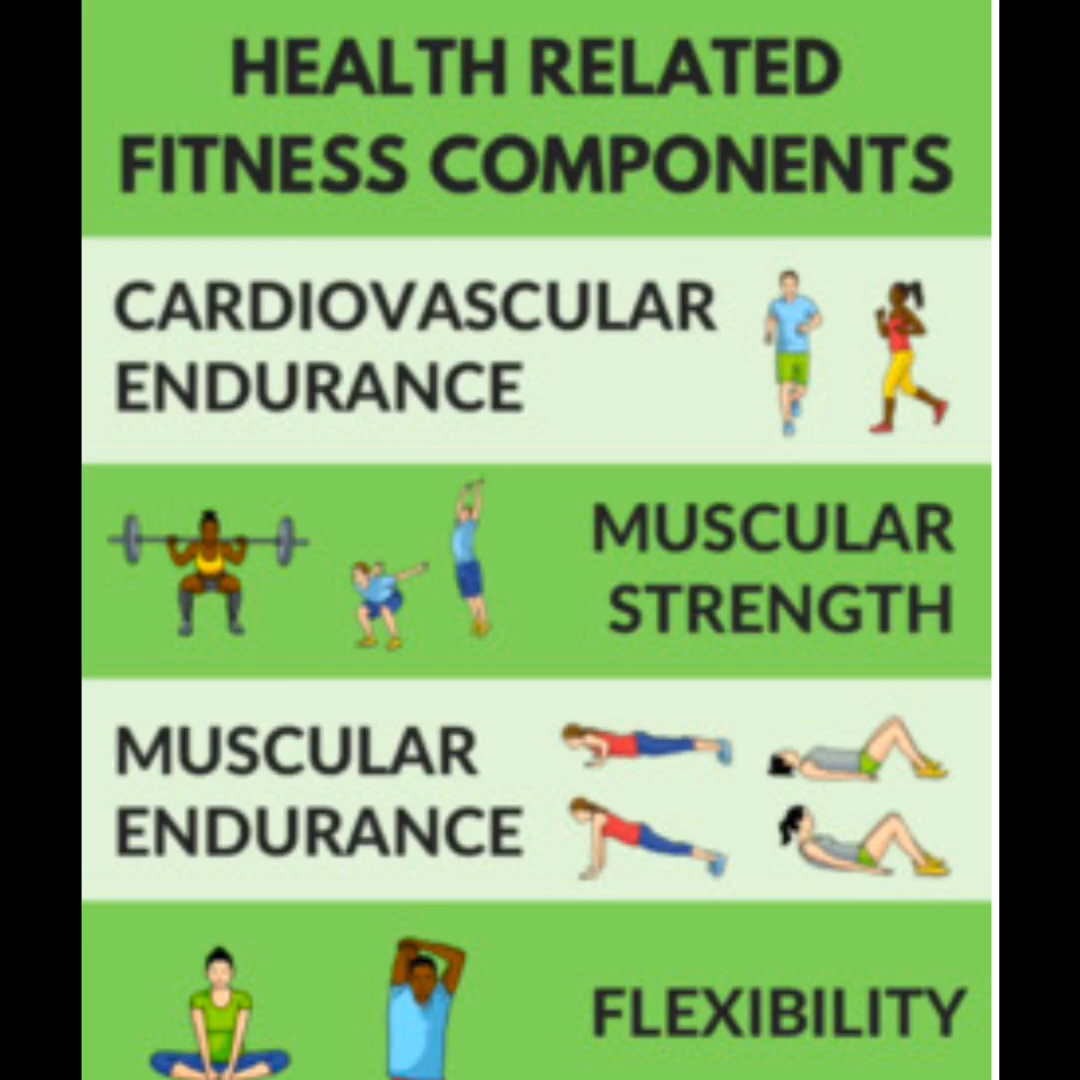 HEALTH RELATED
FITNESS COMPONENTS
CARDIOVASCULAR
ENDURANCE
MUSCULAR
STRENGTH
MUSCULAR
ENDURANCE
FLEXIBILITY